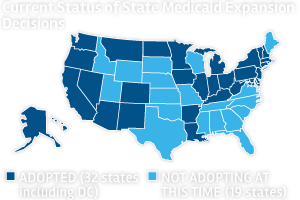 Current Status of State Medicaid Expansion
Decisions
ADOPTED (32 states
including DC)
NOT ADOPTING AT
THIS TIME (19 states)